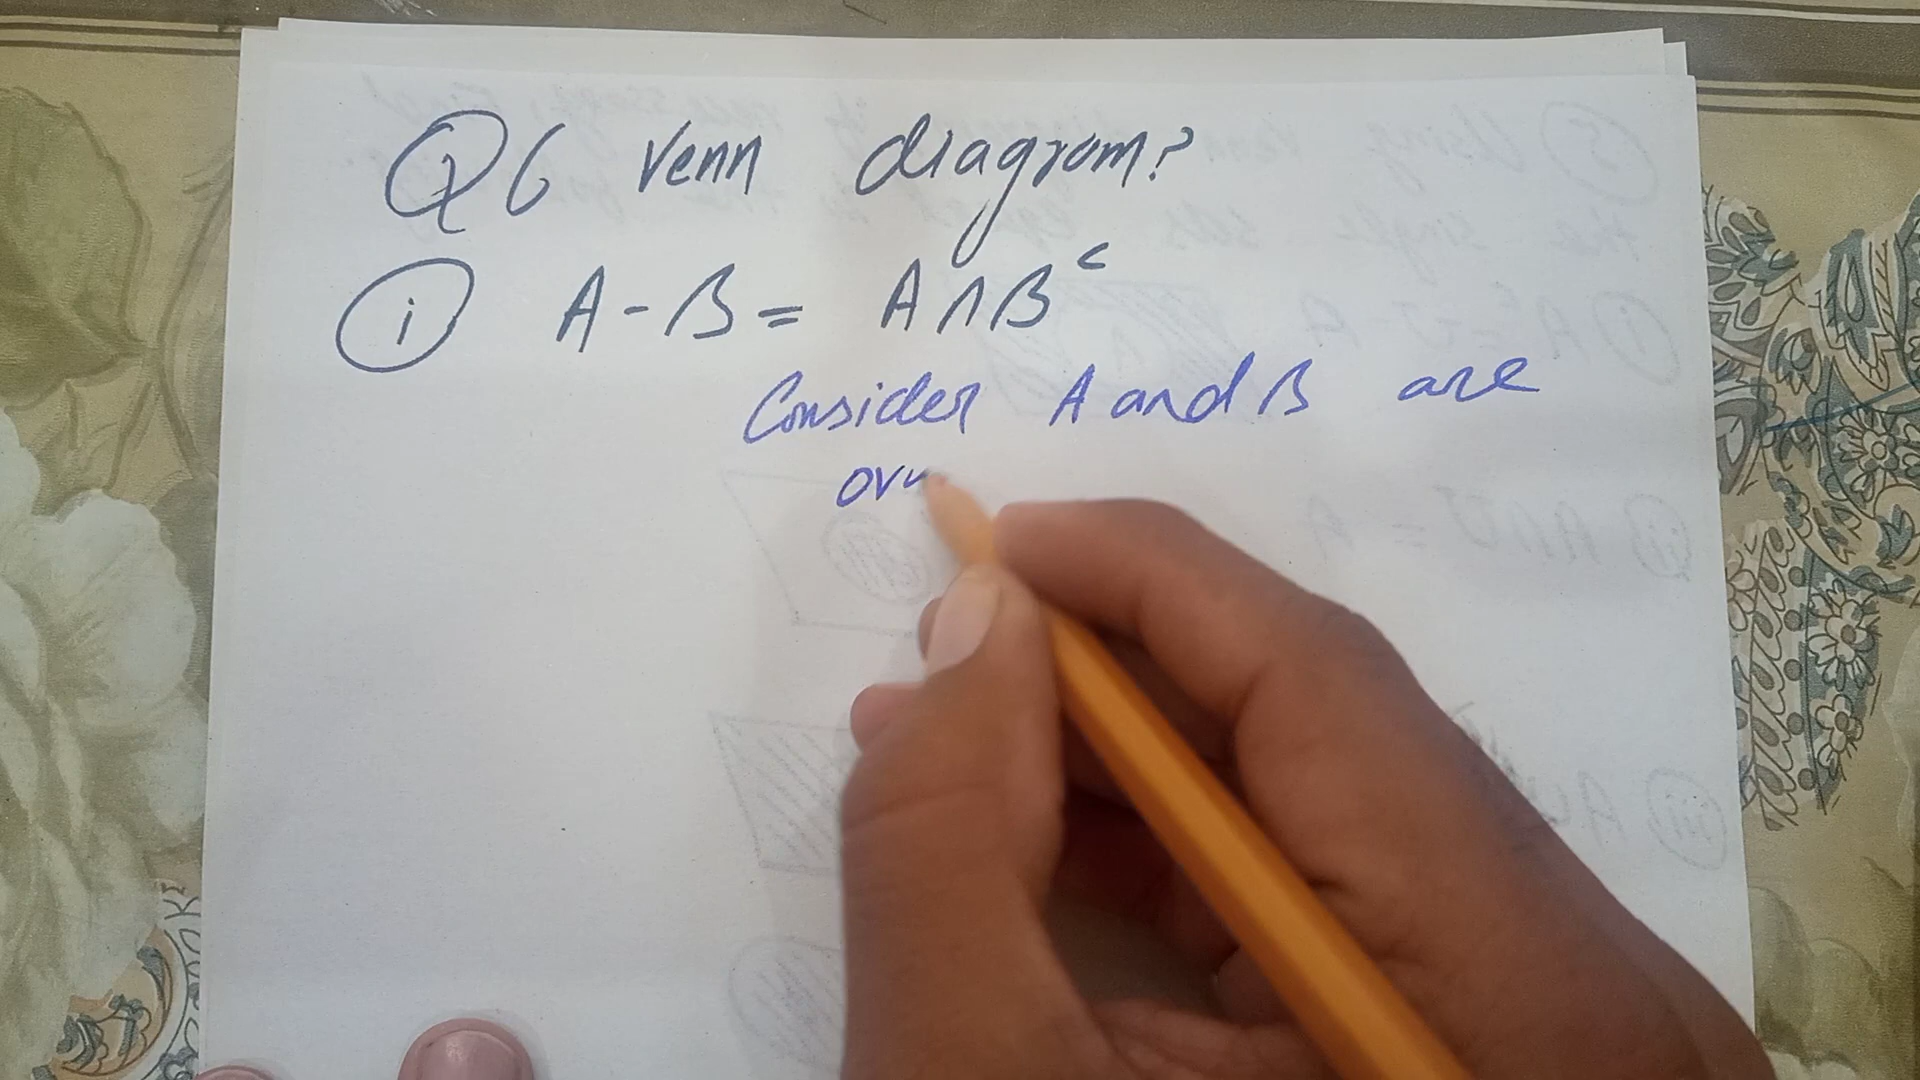 Q6 Venn diagram?
i A - B = A ∩ B^c
Consider A and B are